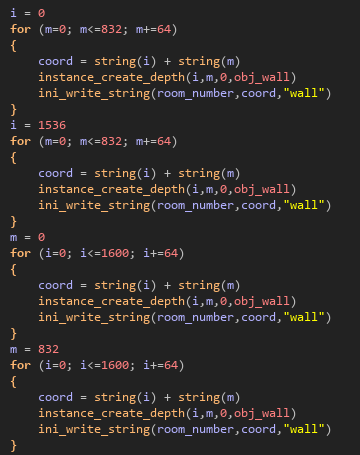 i = 0
for (m=0; m<=832; m+=64)
{
    coord = string(i) + string(m)
    instance_create_depth(i,m,0,obj_wall)
    ini_write_string(room_number,coord,"wall")
}
i = 1536
for (m=0; m<=832; m+=64)
{
    coord = string(i) + string(m)
    instance_create_depth(i,m,0,obj_wall)
    ini_write_string(room_number,coord,"wall")
}
m = 0
for (i=0; i<=1600; i+=64)
{
    coord = string(i) + string(m)
    instance_create_depth(i,m,0,obj_wall)
    ini_write_string(room_number,coord,"wall")
}
m = 832
for (i=0; i<=1600; i+=64)
{
    coord = string(i) + string(m)
    instance_create_depth(i,m,0,obj_wall)
    ini_write_string(room_number,coord,"wall")
}